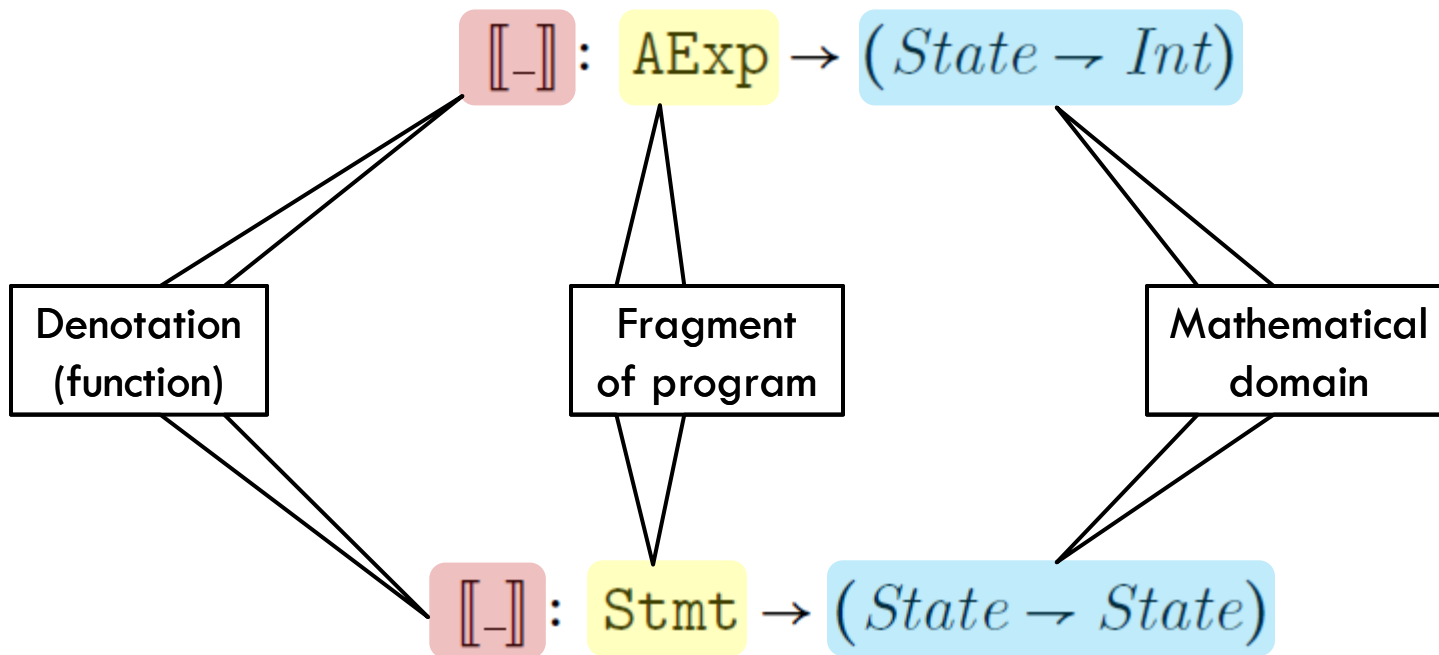 ⟦_⟧ : AExp → (State ⇁ Int)
Denotation
(function)
Fragment
of program
Mathematical
domain
⟦_⟧ : Stmt → (State ⇁ State)